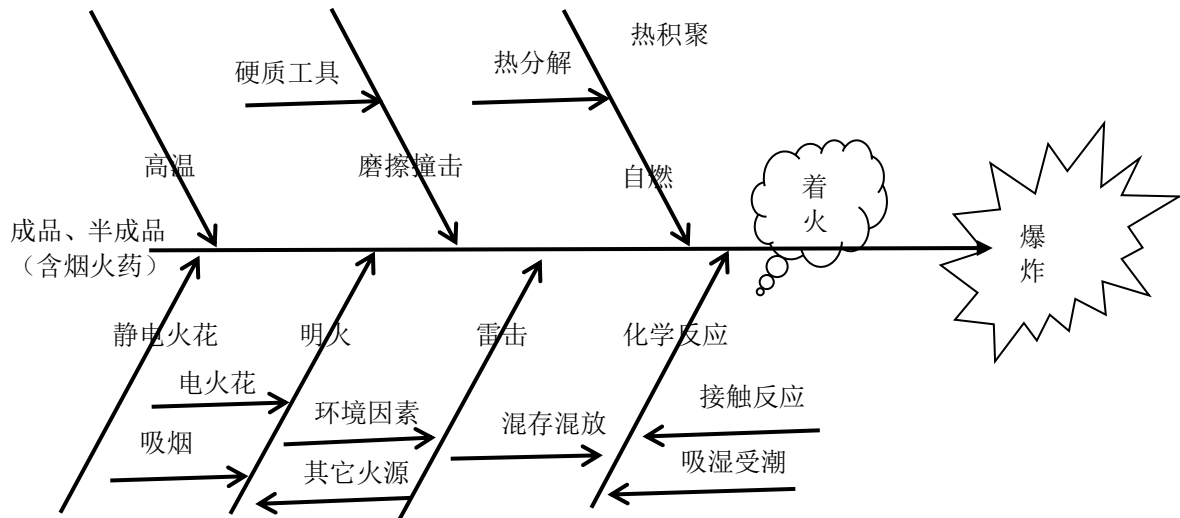 热积聚
硬质工具
热分解
高温
磨擦撞击
自燃
着
火
成品、半成品
（含烟火药）
爆
炸
静电火花
明火
雷击
化学反应
电火花
环境因素
混存混放
接触反应
吸烟
其它火源
吸湿受潮